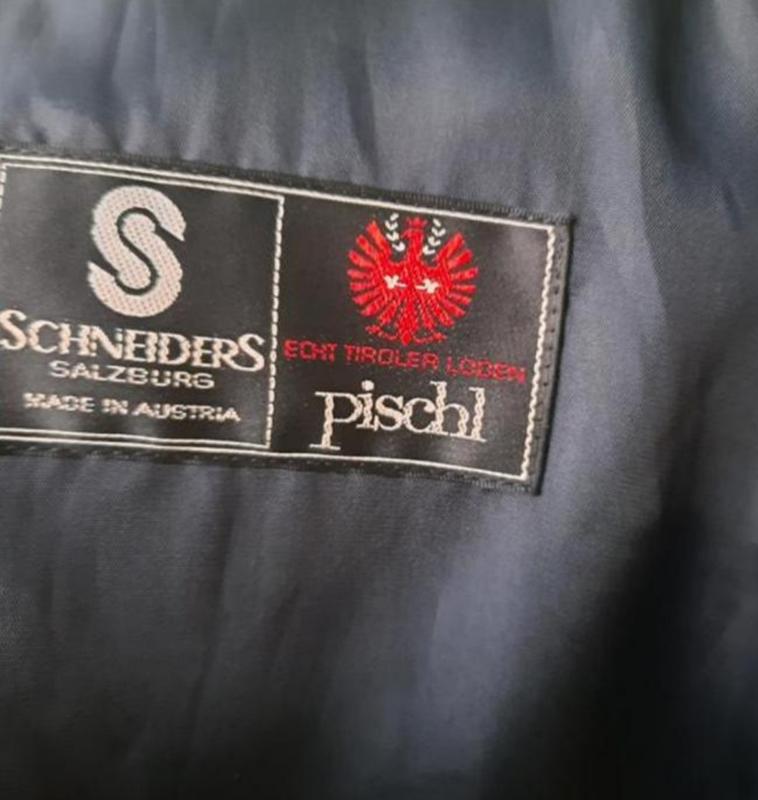 SCHNEIDERS
SALZBURG
MADE IN AUSTRIA
ECHT TIROLER LODEN
pischl